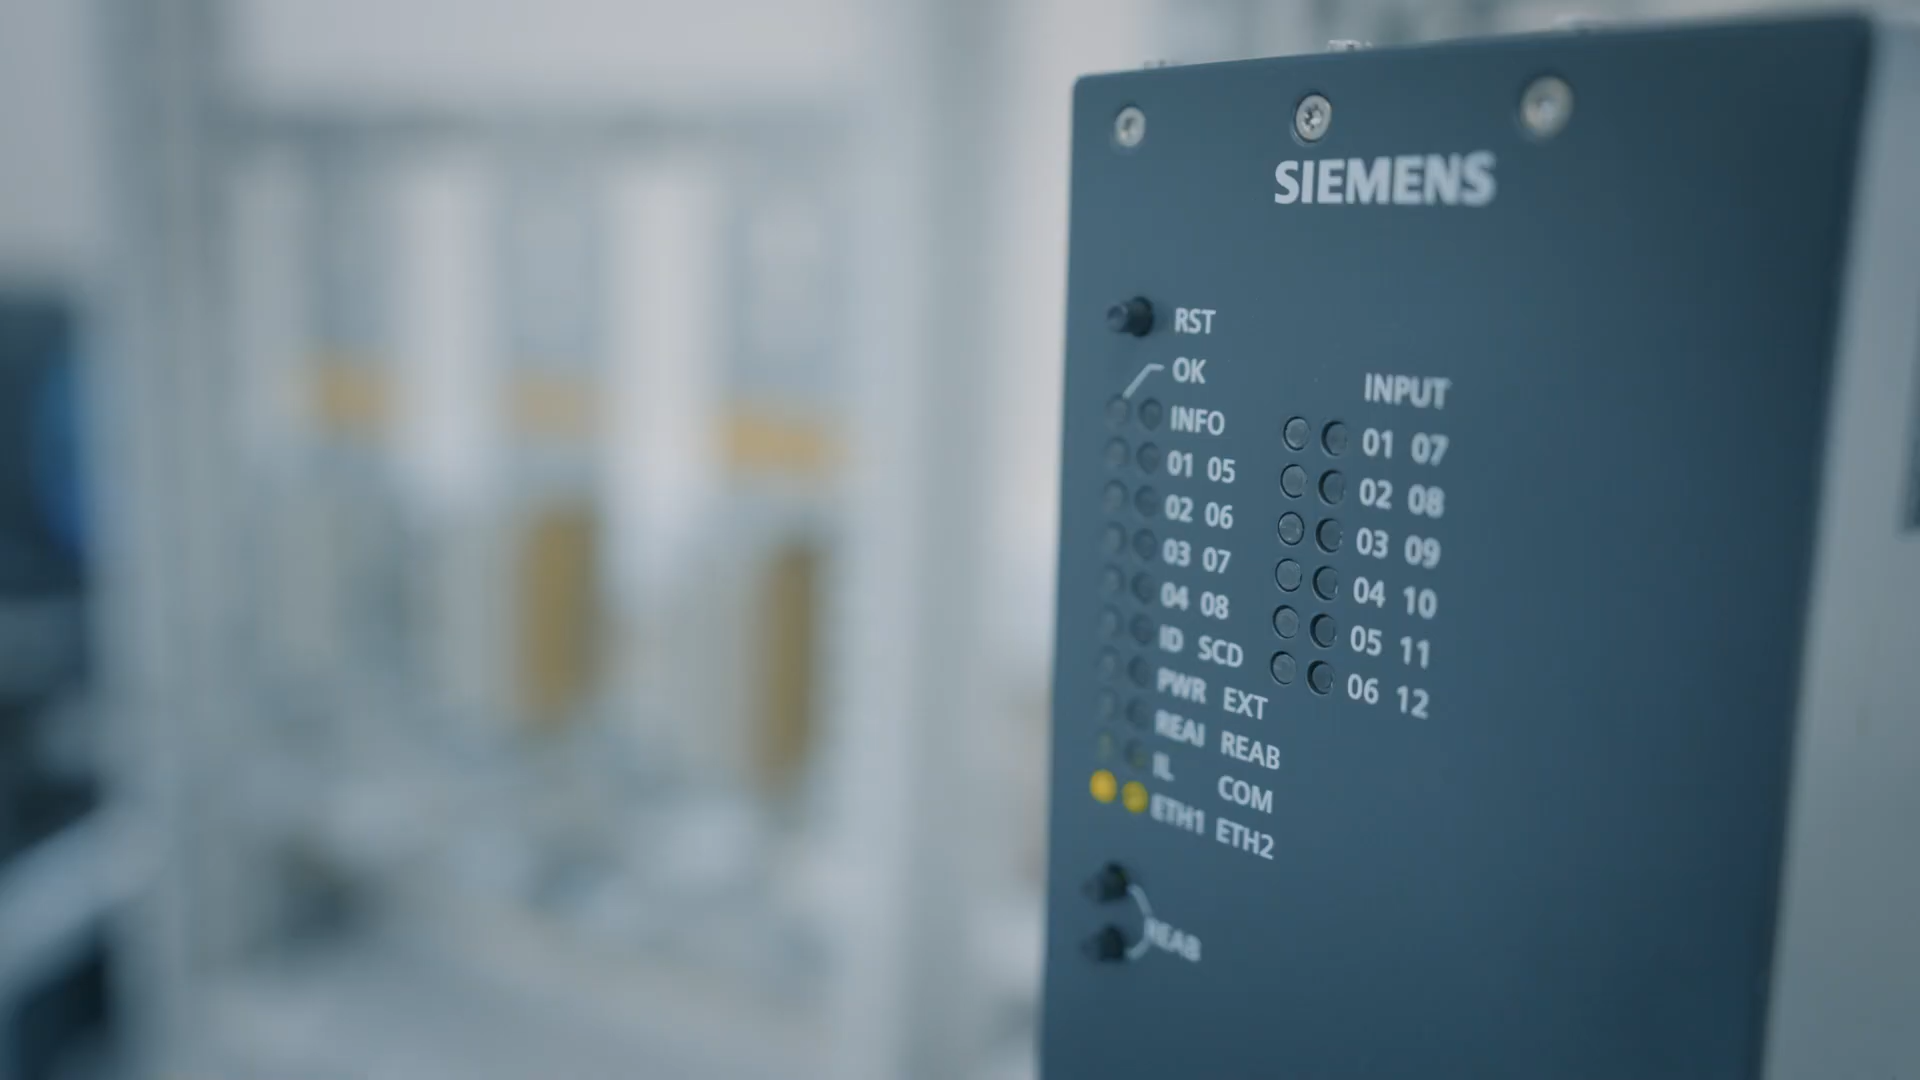 SIEMENS
RST
OK
INFO
01 05
02 06
03 07
04 08
ID SCD
PWR EXT
REAI REAB
IL COM
ETH1 ETH2
REAB
INPUT
01 07
02 08
03 09
04 10
05 11
06 12